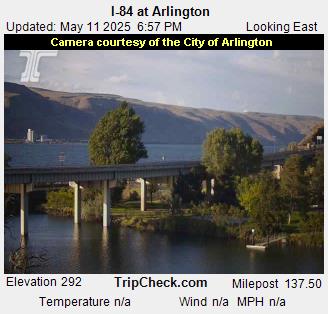 I-84 at Arlington
Updated: May 11 2025 6:57 PM Looking East
Camera courtesy of the City of Arlington
Elevation 292 TripCheck.com Milepost 137.50
Temperature n/a Wind n/a MPH n/a